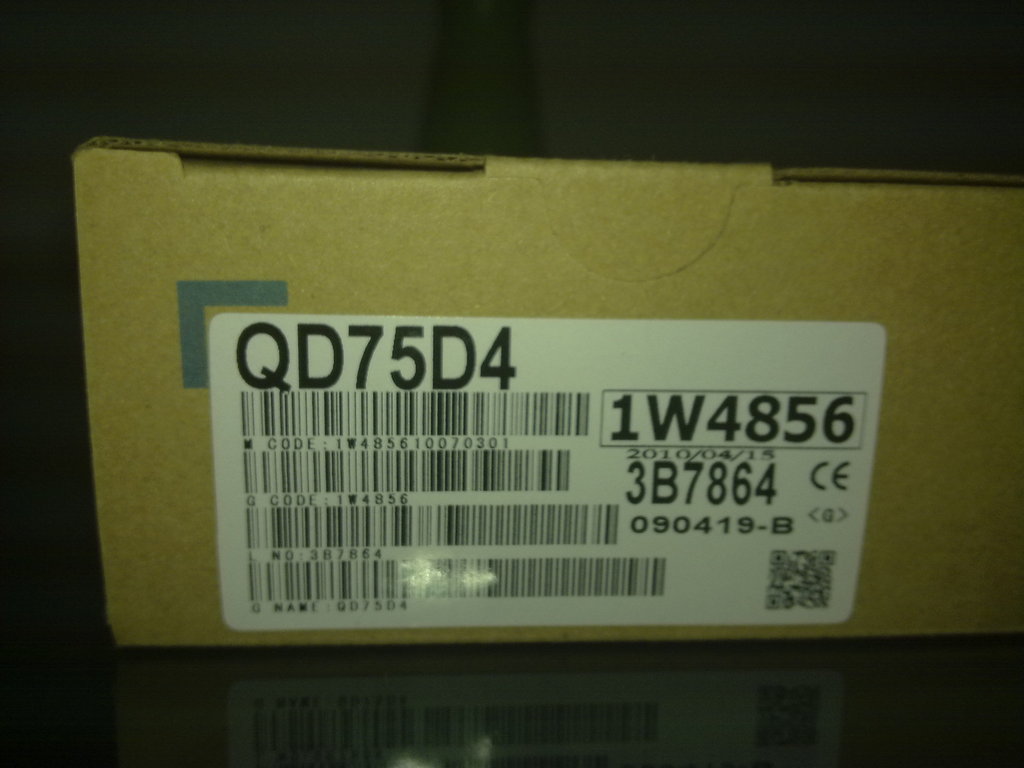 QD75D4
M CODE:1W485610070301
1W4856
2010/04/15
G CODE:1W4856
3B7864
CE
090419-B
<G>
L NO:3B7864
G NAME:QD75D4